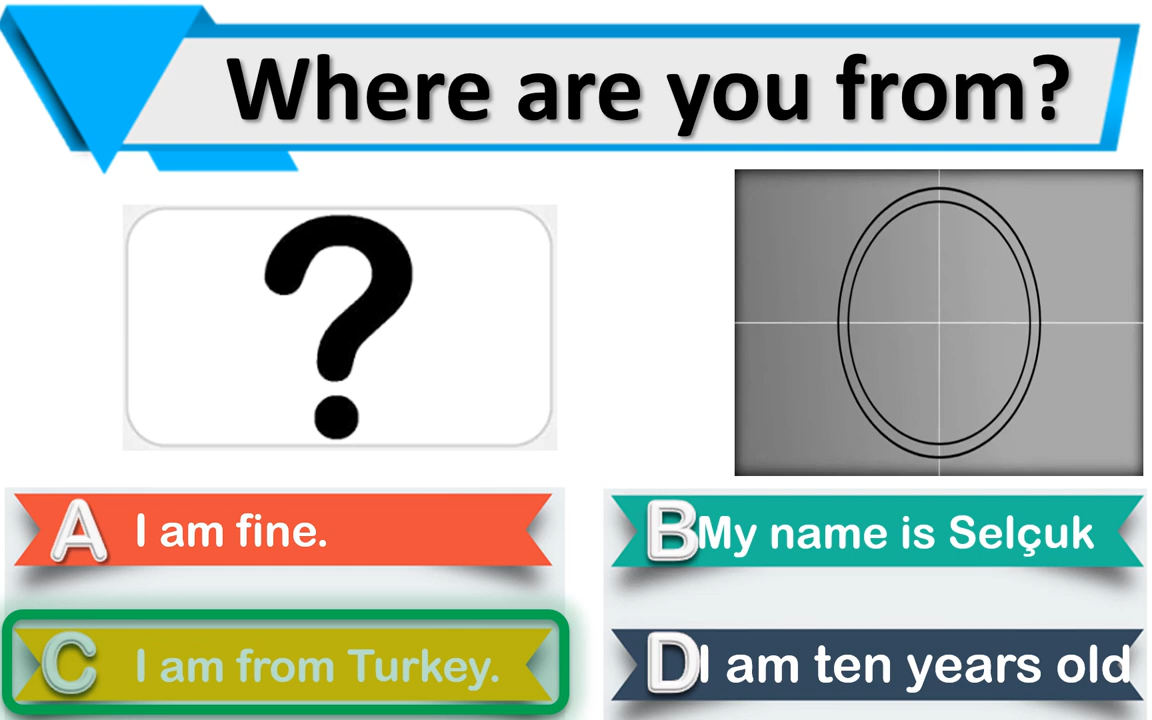 Where are you from?
?
A I am fine.
B My name is Selçuk
C I am from Turkey.
D I am ten years old